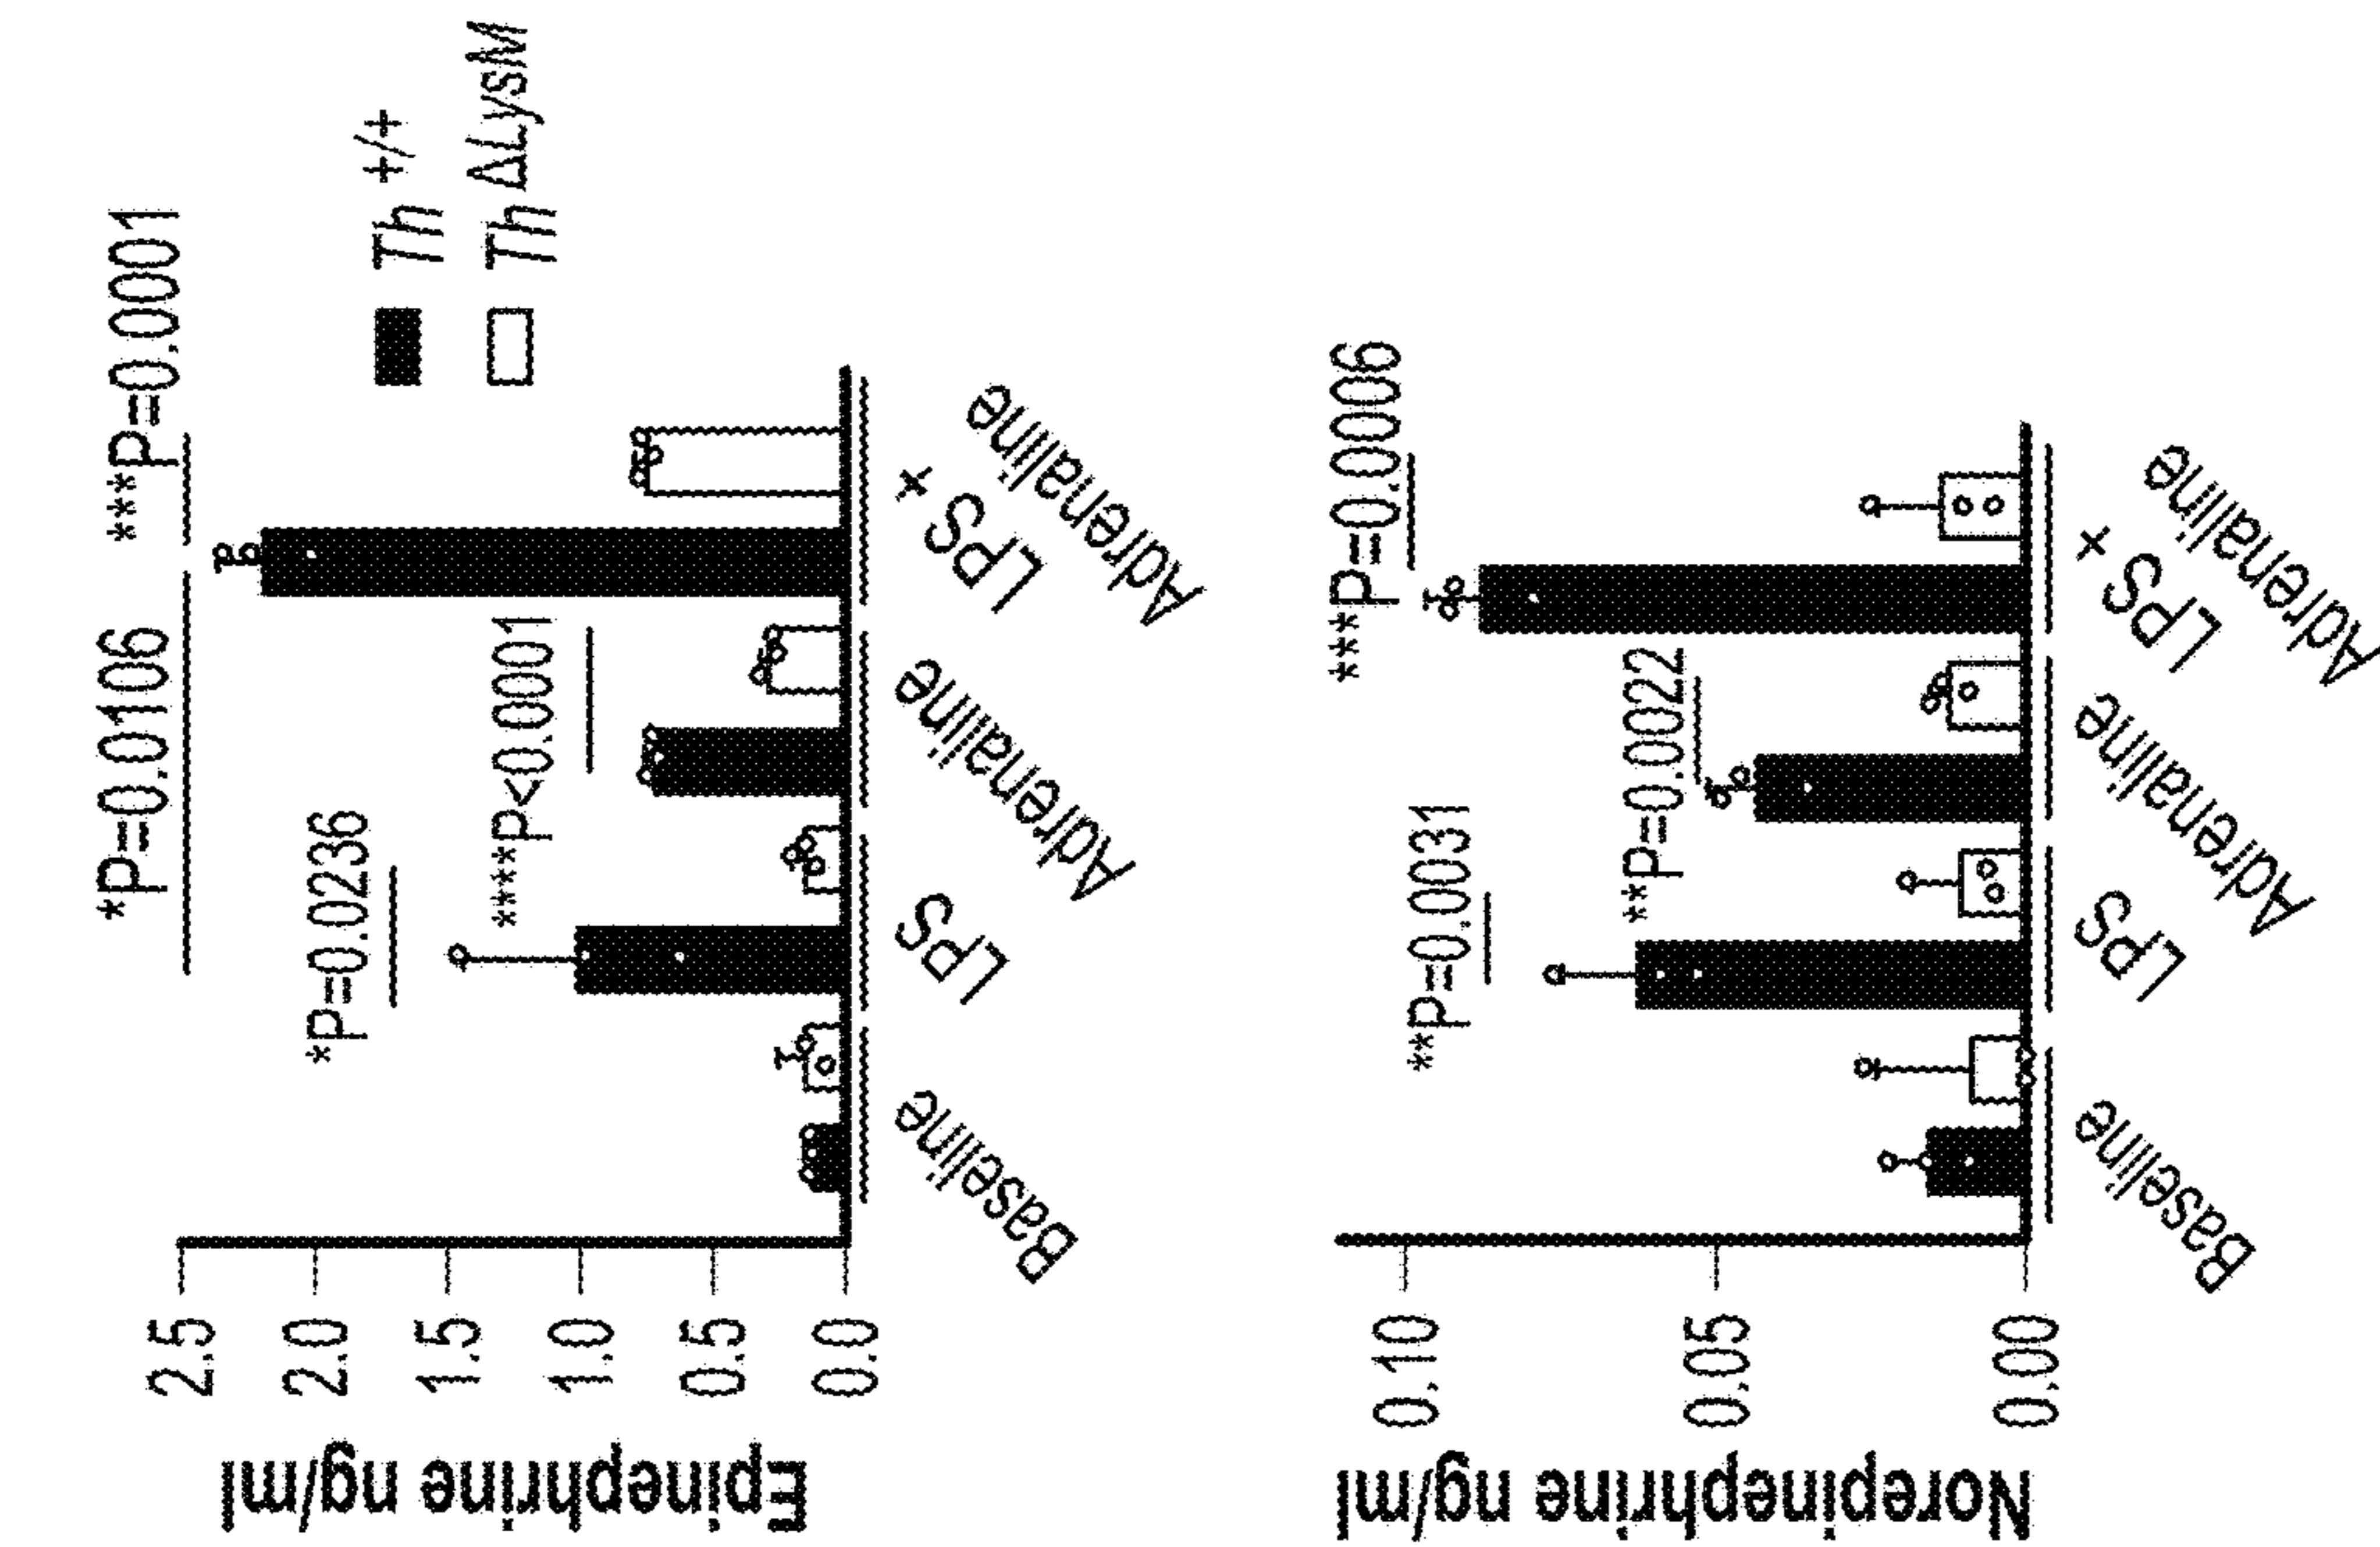 *P=0.0106
***P=0.0001
*P=0.0236
****P<0.0001
Th +/+
Th ΔLysM
Epinephrine ng/ml
2.5
2.0
1.5
1.0
0.5
0.0
Baseline
LPS
Adrenaline
LPS +
Adrenaline
***P=0.0006
**P=0.0031
**P=0.0022
Norepinephrine ng/ml
0.10
0.05
0.00
Baseline
LPS
Adrenaline
LPS +
Adrenaline